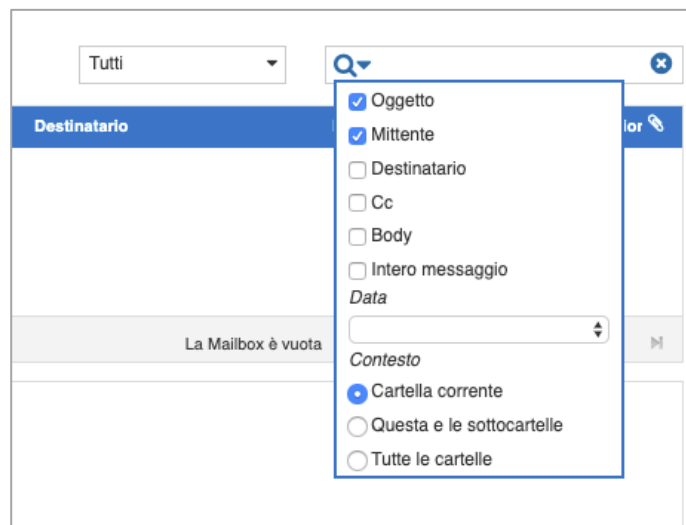 Tutti
Destinatario
Oggetto
Mittente
Destinatario
Cc
Body
Intero messaggio
Data
La Mailbox è vuota
Contesto
Cartella corrente
Questa e le sottocartelle
Tutte le cartelle